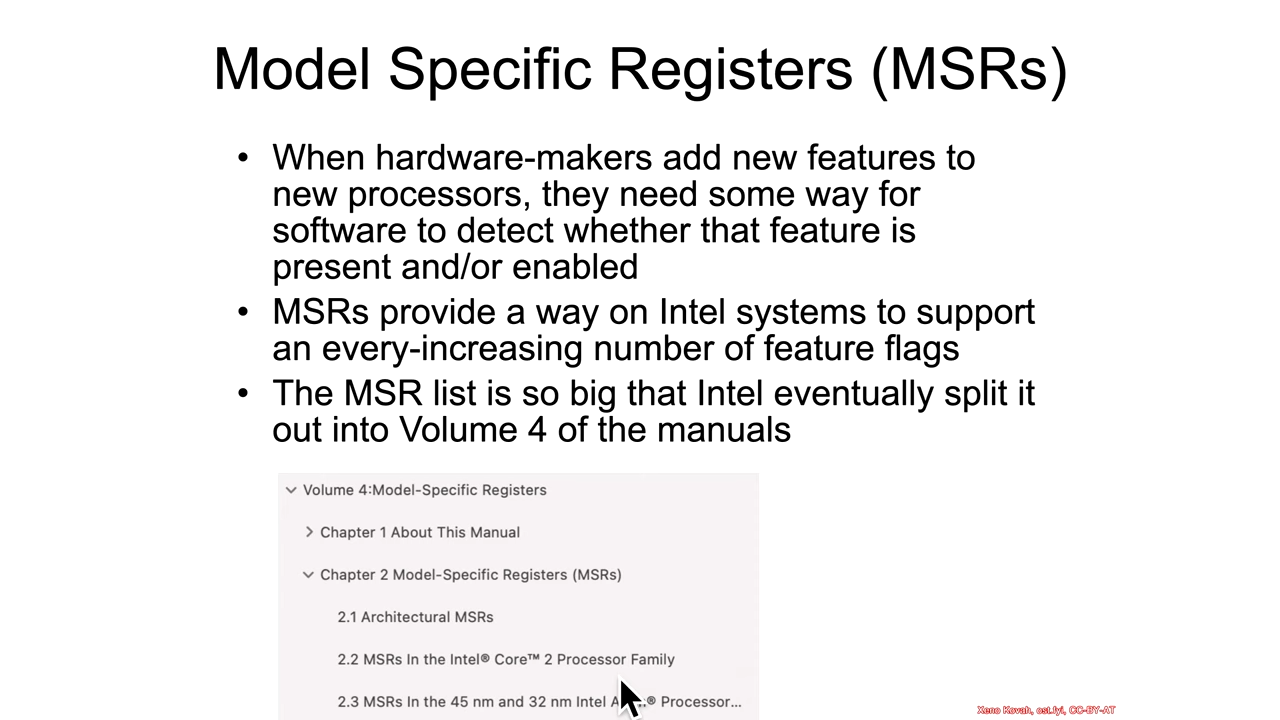 Model Specific Registers (MSRs)
• When hardware-makers add new features to
new processors, they need some way for
software to detect whether that feature is
present and/or enabled
• MSRs provide a way on Intel systems to support
an every-increasing number of feature flags
• The MSR list is so big that Intel eventually split it
out into Volume 4 of the manuals
Volume 4:Model-Specific Registers
Chapter 1 About This Manual
Chapter 2 Model-Specific Registers (MSRs)
2.1 Architectural MSRs
2.2 MSRs In the Intel® Core™ 2 Processor Family
2.3 MSRs In the 45 nm and 32 nm Intel ® Processor...
Xeno Kovah, ost.fyi, CC-BY-AT